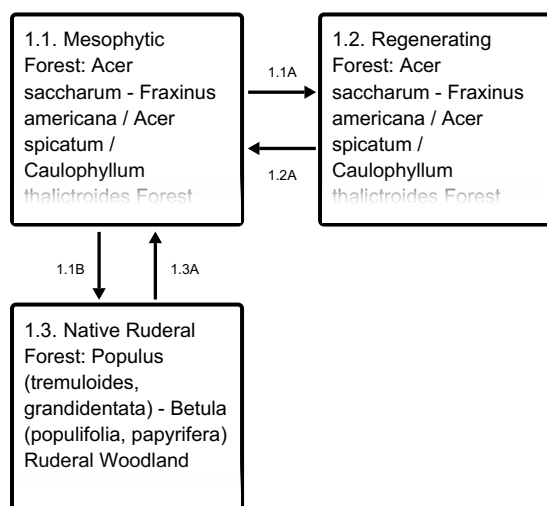 1.1. Mesophytic
Forest: Acer
saccharum - Fraxinus
americana / Acer
spicatum /
Caulophyllum
thalictroides Forest
1.1A
1.2A
1.2. Regenerating
Forest: Acer
saccharum - Fraxinus
americana / Acer
spicatum /
Caulophyllum
thalictroides Forest
1.1B
1.3A
1.3. Native Ruderal
Forest: Populus
(tremuloides,
grandidentata) - Betula
(populifolia, papyrifera)
Ruderal Woodland